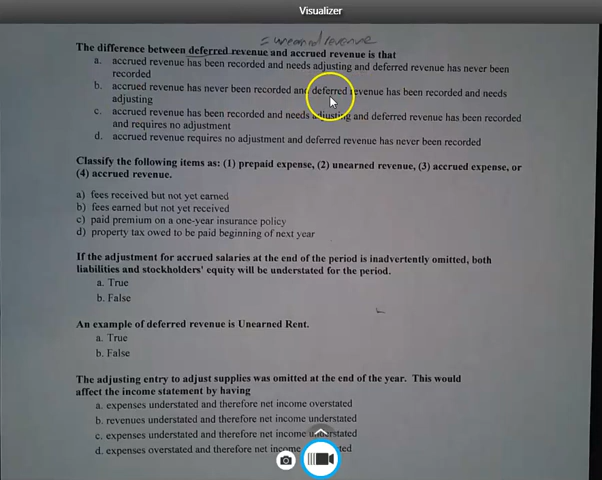 Visualizer
= unearned revenue
The difference between deferred revenue and accrued revenue is that
a. accrued revenue has been recorded and needs adjusting and deferred revenue has never been
recorded
b. accrued revenue has never been recorded and deferred revenue has been recorded and needs
adjusting
c. accrued revenue has been recorded and needs adjusting and deferred revenue has been recorded
and requires no adjustment
d. accrued revenue requires no adjustment and deferred revenue has never been recorded
Classify the following items as: (1) prepaid expense, (2) unearned revenue, (3) accrued expense, or
(4) accrued revenue.
a) fees received but not yet earned
b) fees earned but not yet received
c) paid premium on a one-year insurance policy
d) property tax owed to be paid beginning of next year
If the adjustment for accrued salaries at the end of the period is inadvertently omitted, both
liabilities and stockholders' equity will be understated for the period.
a. True
b. False
An example of deferred revenue is Unearned Rent.
a. True
b. False
The adjusting entry to adjust supplies was omitted at the end of the year. This would
affect the income statement by having
a. expenses understated and therefore net income overstated
b. revenues understated and therefore net income understated
c. expenses understated and therefore net income understated
d. expenses overstated and therefore net